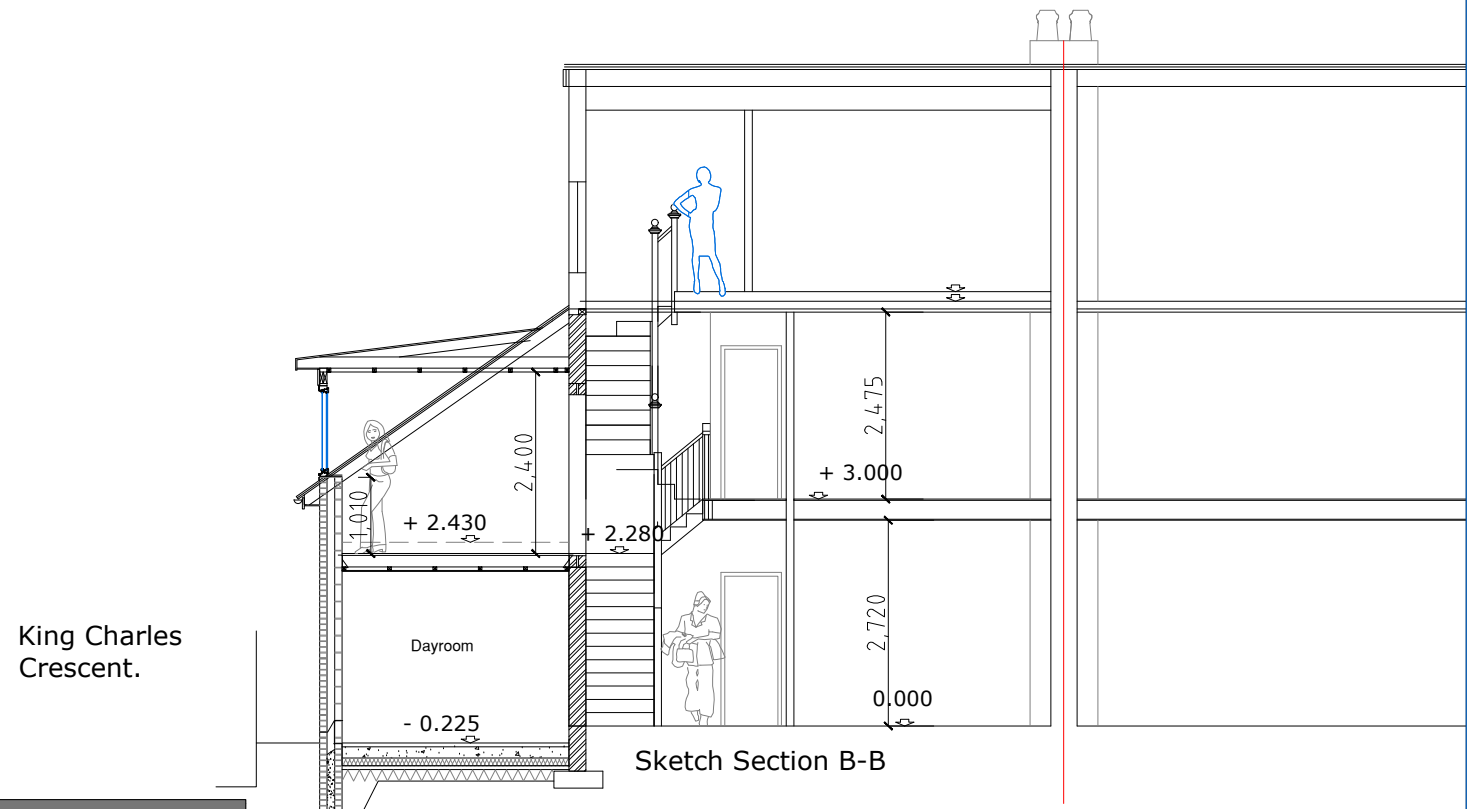 2,475
+ 3.000
2,400
1,010
+ 2.430
+ 2.280
2,720
King Charles
Crescent.
Dayroom
0.000
- 0.225
Sketch Section B-B